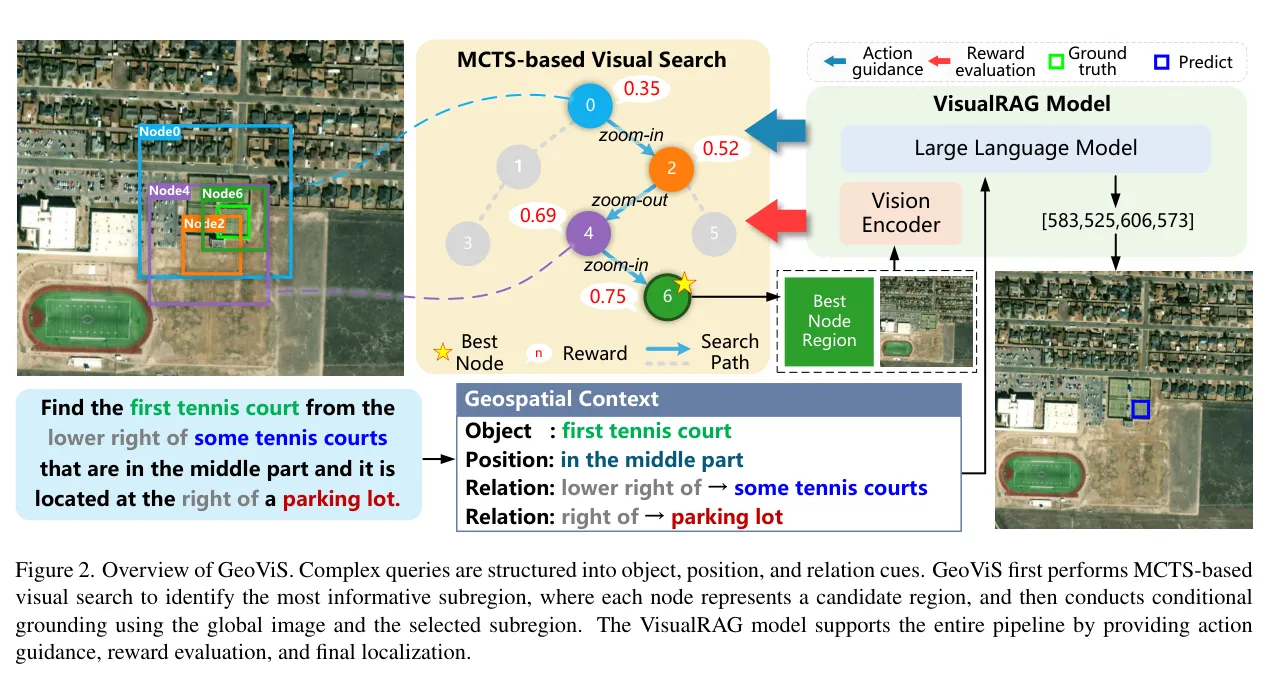 Node0
Node4
Node6
Node2
MCTS-based Visual Search
0.35
0
zoom-in
1
0.52
2
zoom-out
0.69
4
3
5
zoom-in
0.75
6
Best
Node
n
Reward
Search
Path
Action
guidance
Reward
evaluation
Ground
truth
Predict
VisualRAG Model
Large Language Model
Vision
Encoder
[583,525,606,573]
Best
Node
Region
Find the first tennis court from the
lower right of some tennis courts
that are in the middle part and it is
located at the right of a parking lot.
Geospatial Context
Object : first tennis court
Position: in the middle part
Relation: lower right of → some tennis courts
Relation: right of → parking lot
Figure 2. Overview of GeoViS. Complex queries are structured into object, position, and relation cues. GeoViS first performs MCTS-based
visual search to identify the most informative subregion, where each node represents a candidate region, and then conducts conditional
grounding using the global image and the selected subregion. The VisualRAG model supports the entire pipeline by providing action
guidance, reward evaluation, and final localization.